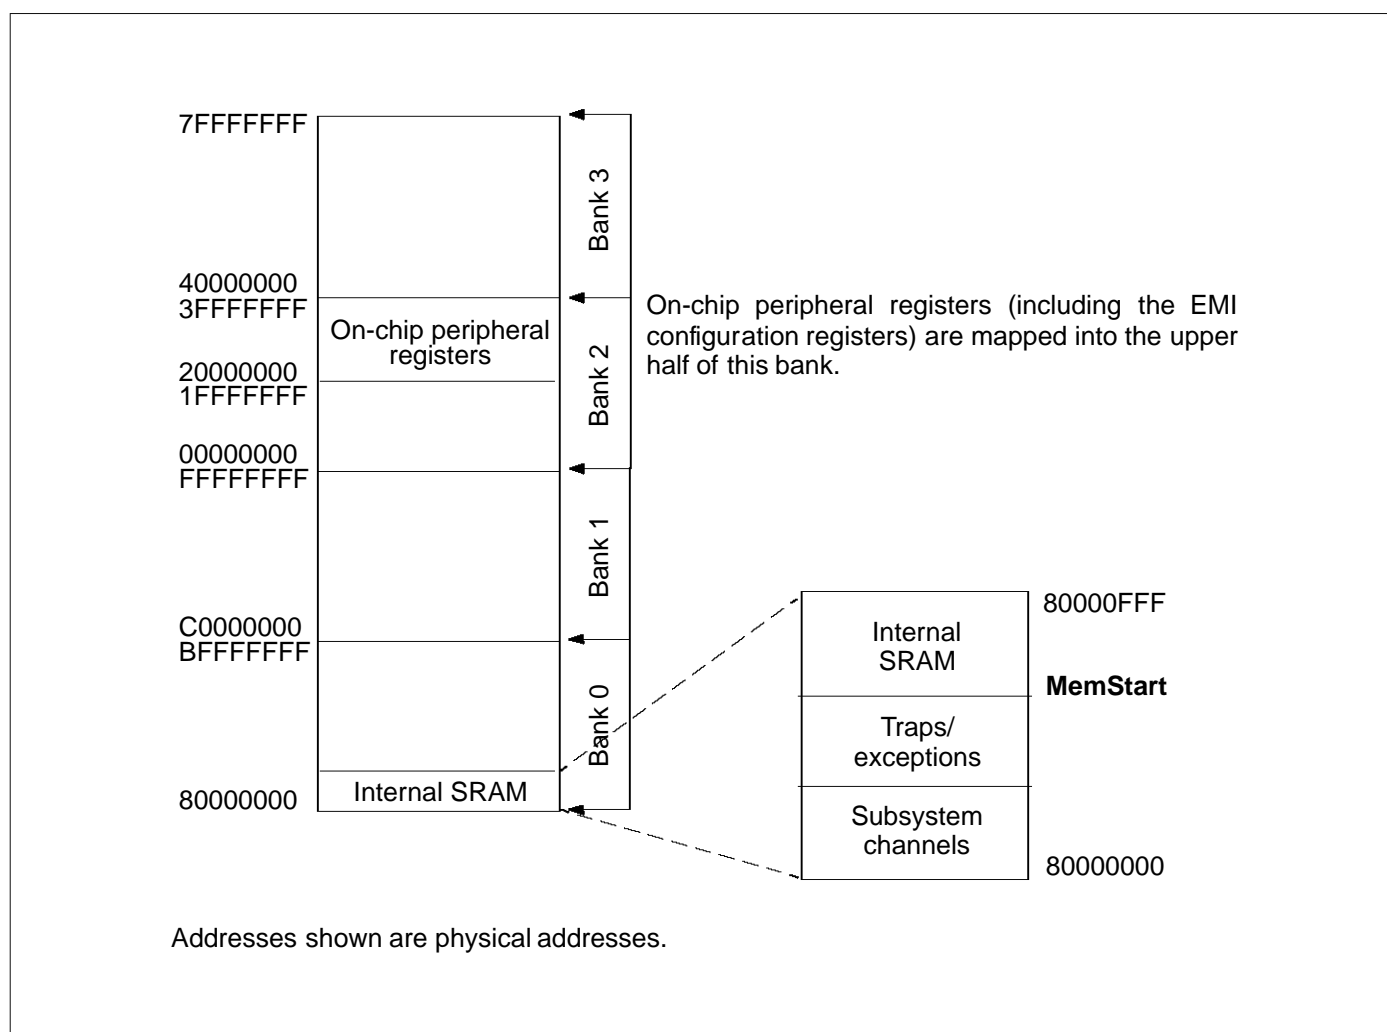 7FFFFFFF
Bank 3
40000000
3FFFFFFF
On-chip peripheral
registers
On-chip peripheral registers (including the EMI
configuration registers) are mapped into the upper
half of this bank.
Bank 2
20000000
1FFFFFFF
00000000
FFFFFFFF
Bank 1
C0000000
BFFFFFFF
Bank 0
80000000
Internal SRAM
80000FFF
Internal
SRAM
MemStart
Traps/
exceptions
Subsystem
channels
80000000
Addresses shown are physical addresses.